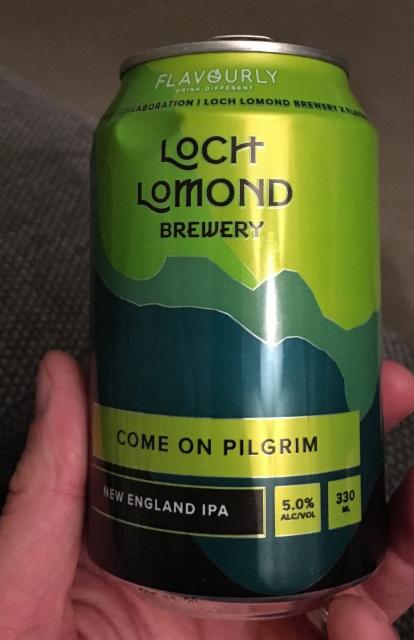 FLAVOURLY
DRINK DIFFERENT
COLLABORATION | LOCH LOMOND BREWERY X
LOCH
LOMOND
BREWERY
COME ON PILGRIM
NEW ENGLAND IPA
5.0%
ALC/VOL
330
ML